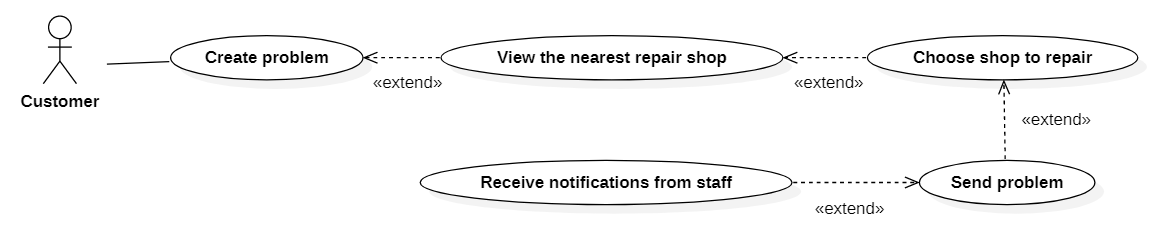 Create problem
View the nearest repair shop
Choose shop to repair
«extend»
«extend»
Customer
«extend»
Receive notifications from staff
Send problem
«extend»